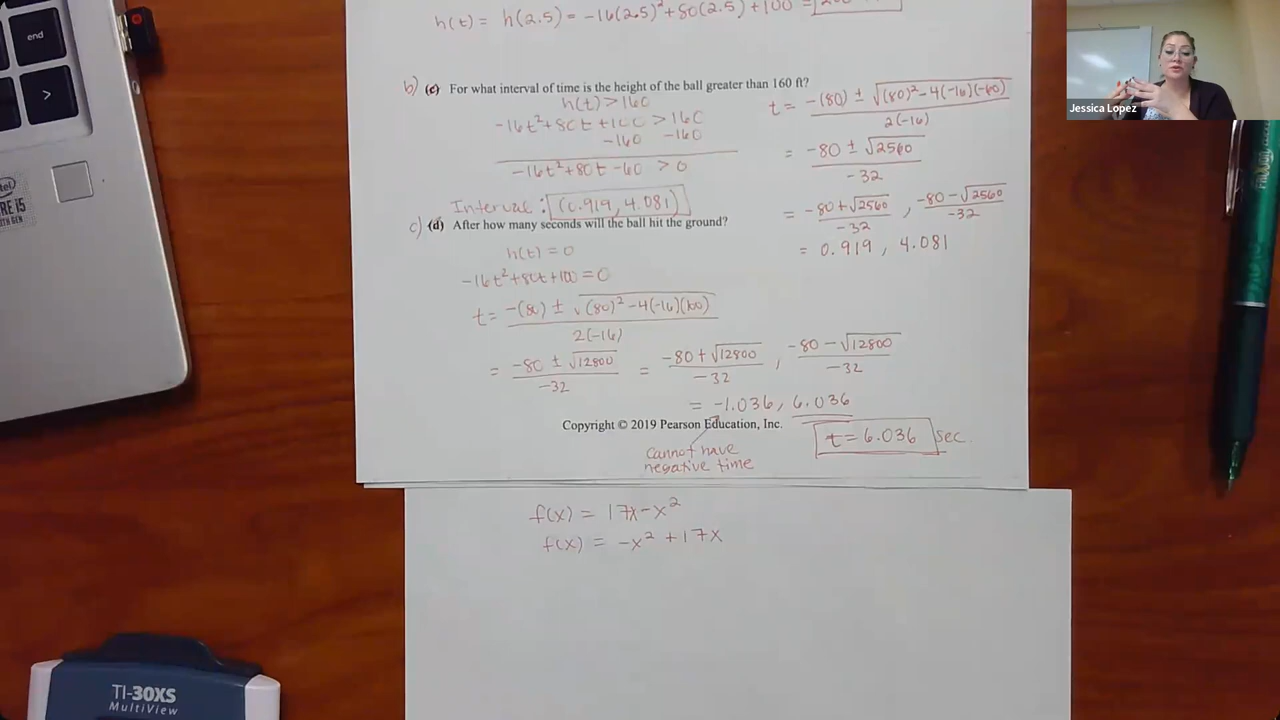 h(t) = h(2.5) = -16(2.5)² + 80(2.5) + 100 =
end
>
Jessica Lopez
b) (c) For what interval of time is the height of the ball greater than 160 ft?
h(t) > 160
-16t² + 80t + 100 > 160
-160 -160
-16t² + 80t - 60 > 0
Interval : (0.919, 4.081)
t = -(80) ± √(80)² - 4(-16)(-60) / 2(-16)
= -80 ± √2560 / -32
= -80 + √2560 / -32 , -80 - √2560 / -32
= 0.919 , 4.081
c) (d) After how many seconds will the ball hit the ground?
h(t) = 0
-16t² + 80t + 100 = 0
t = -(80) ± √(80)² - 4(-16)(100) / 2(-16)
= -80 ± √12800 / -32 = -80 + √12800 / -32 , -80 - √12800 / -32
= -1.036, 6.036
Copyright © 2019 Pearson Education, Inc.
Cannot have
negative time
t = 6.036 sec.
f(x) = 17x - x²
f(x) = -x² + 17x
TI-30XS
MultiView